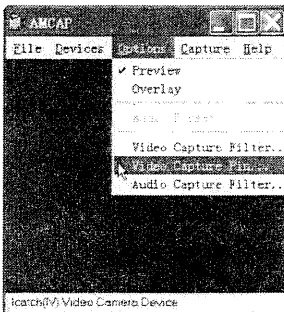 AMCAP
File Devices Options Capture Help
✓ Preview
Overlay
Video Capture Filter..
Video Capture Pin...
Audio Capture Filter..
Icatch(IV) Video Camera Device